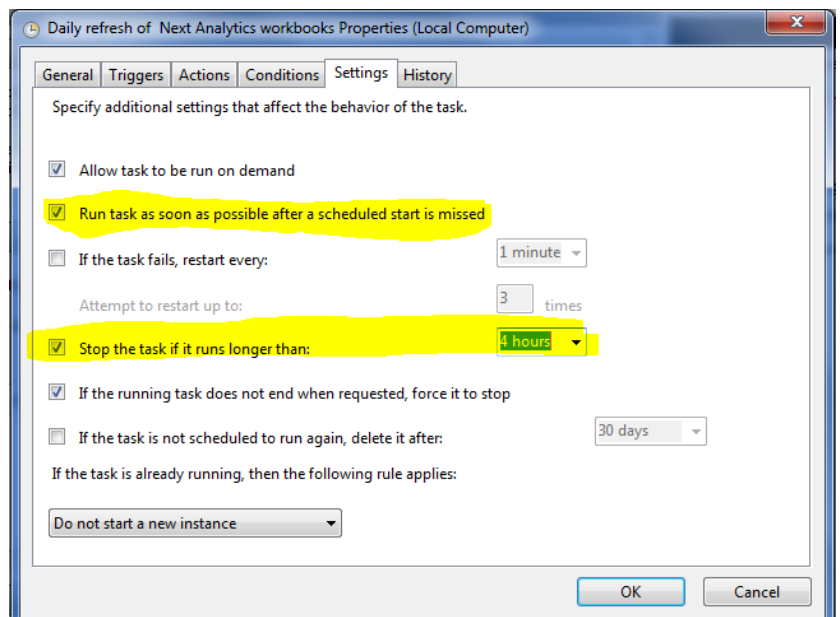 Daily refresh of Next Analytics workbooks Properties (Local Computer)
General Triggers Actions Conditions Settings History
Specify additional settings that affect the behavior of the task.
Allow task to be run on demand
Run task as soon as possible after a scheduled start is missed
If the task fails, restart every: 1 minute
Attempt to restart up to: 3 times
Stop the task if it runs longer than: 4 hours
If the running task does not end when requested, force it to stop
If the task is not scheduled to run again, delete it after: 30 days
If the task is already running, then the following rule applies:
Do not start a new instance
OK Cancel